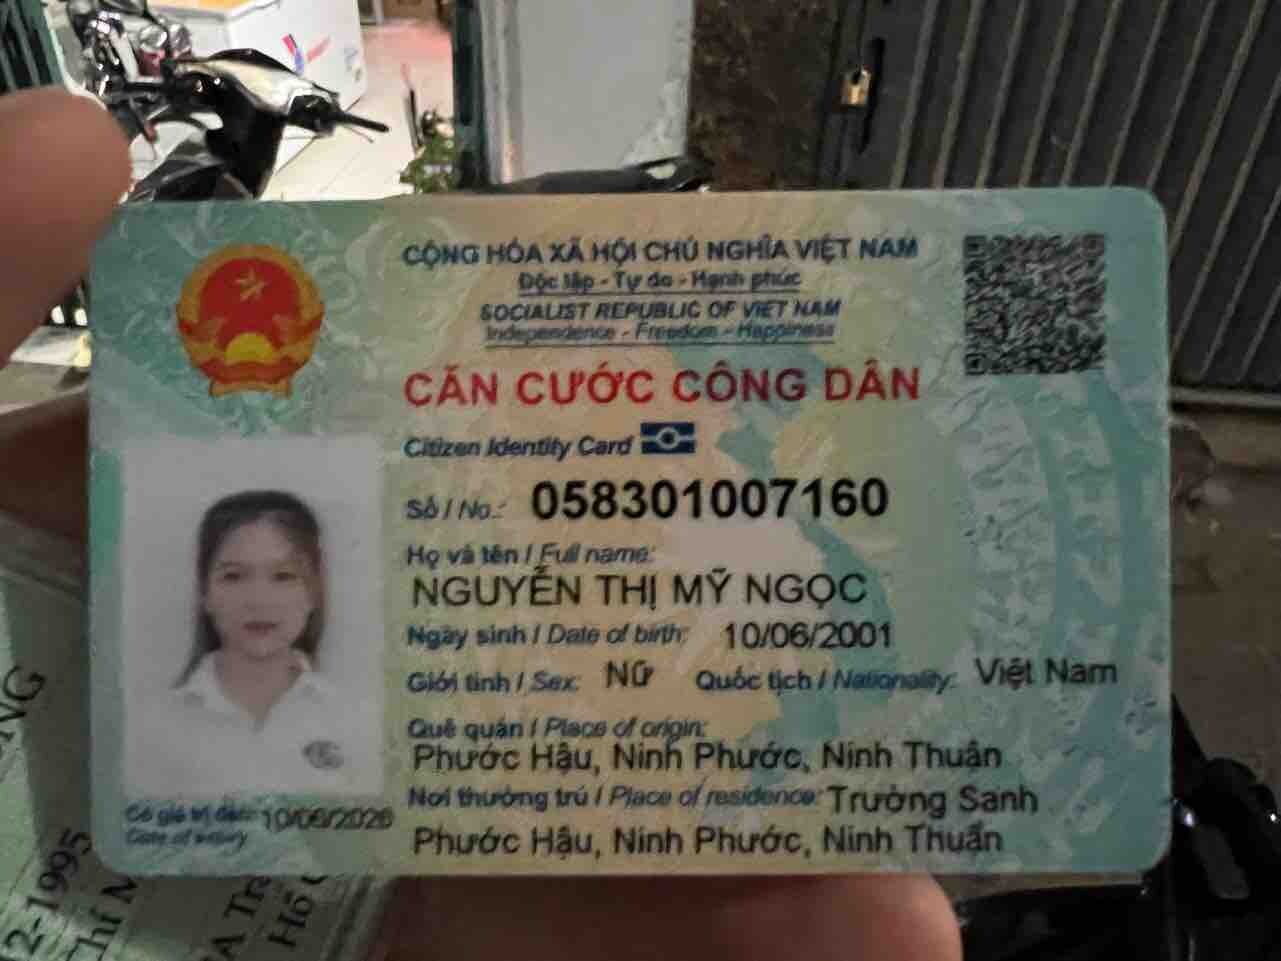 CỘNG HÒA XÃ HỘI CHỦ NGHĨA VIỆT NAM
Độc lập - Tự do - Hạnh phúc
SOCIALIST REPUBLIC OF VIET NAM
Independence - Freedom - Happiness
CĂN CƯỚC CÔNG DÂN
Citizen Identity Card
Số / No.: 058301007160
Họ và tên / Full name:
NGUYỄN THỊ MỸ NGỌC
Ngày sinh / Date of birth: 10/06/2001
Giới tính / Sex: Nữ Quốc tịch / Nationality: Việt Nam
Quê quán / Place of origin:
Phước Hậu, Ninh Phước, Ninh Thuận
Nơi thường trú / Place of residence: Trường Sanh
Phước Hậu, Ninh Phước, Ninh Thuận
Có giá trị đến: 10/06/2026
Date of expiry
2-1995